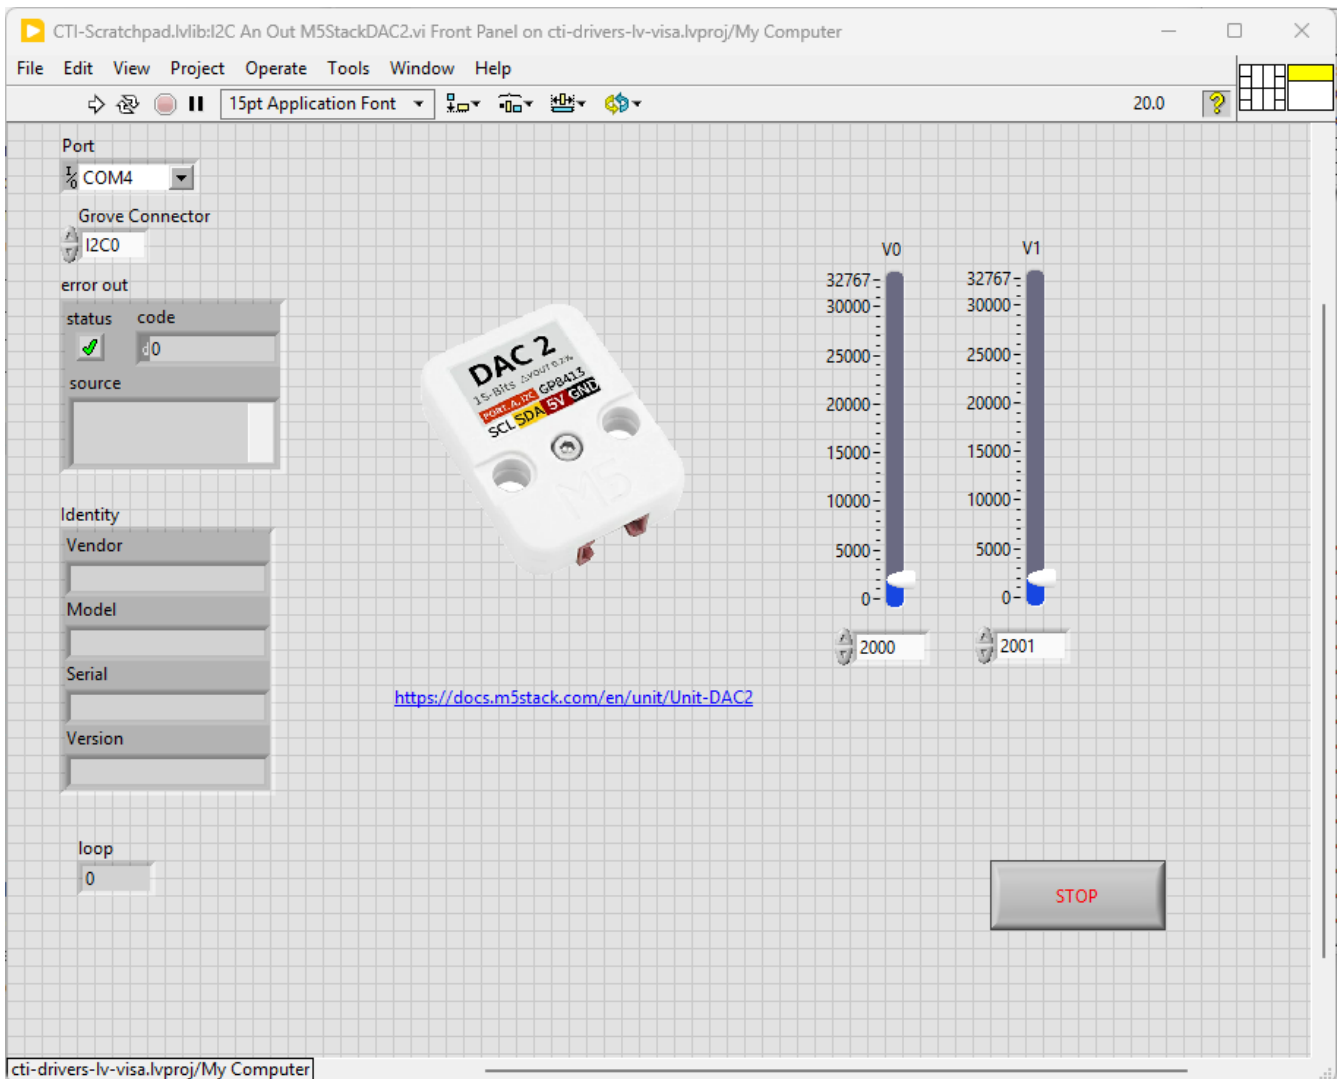 CTI-Scratchpad.lvlib:I2C An Out M5StackDAC2.vi Front Panel on cti-drivers-lv-visa.lvproj/My Computer
File Edit View Project Operate Tools Window Help
15pt Application Font
20.0
Port
COM4
Grove Connector
I2C0
error out
status code
d0
source
Identity
Vendor
Model
Serial
Version
loop
0
DAC 2
15-Bits △VOUT 0.2%
PORT.A, I2C GP8413
SCL SDA 5V GND
M5
https://docs.m5stack.com/en/unit/Unit-DAC2
V0
32767
30000
25000
20000
15000
10000
5000
0
2000
V1
32767
30000
25000
20000
15000
10000
5000
0
2001
STOP
cti-drivers-lv-visa.lvproj/My Computer